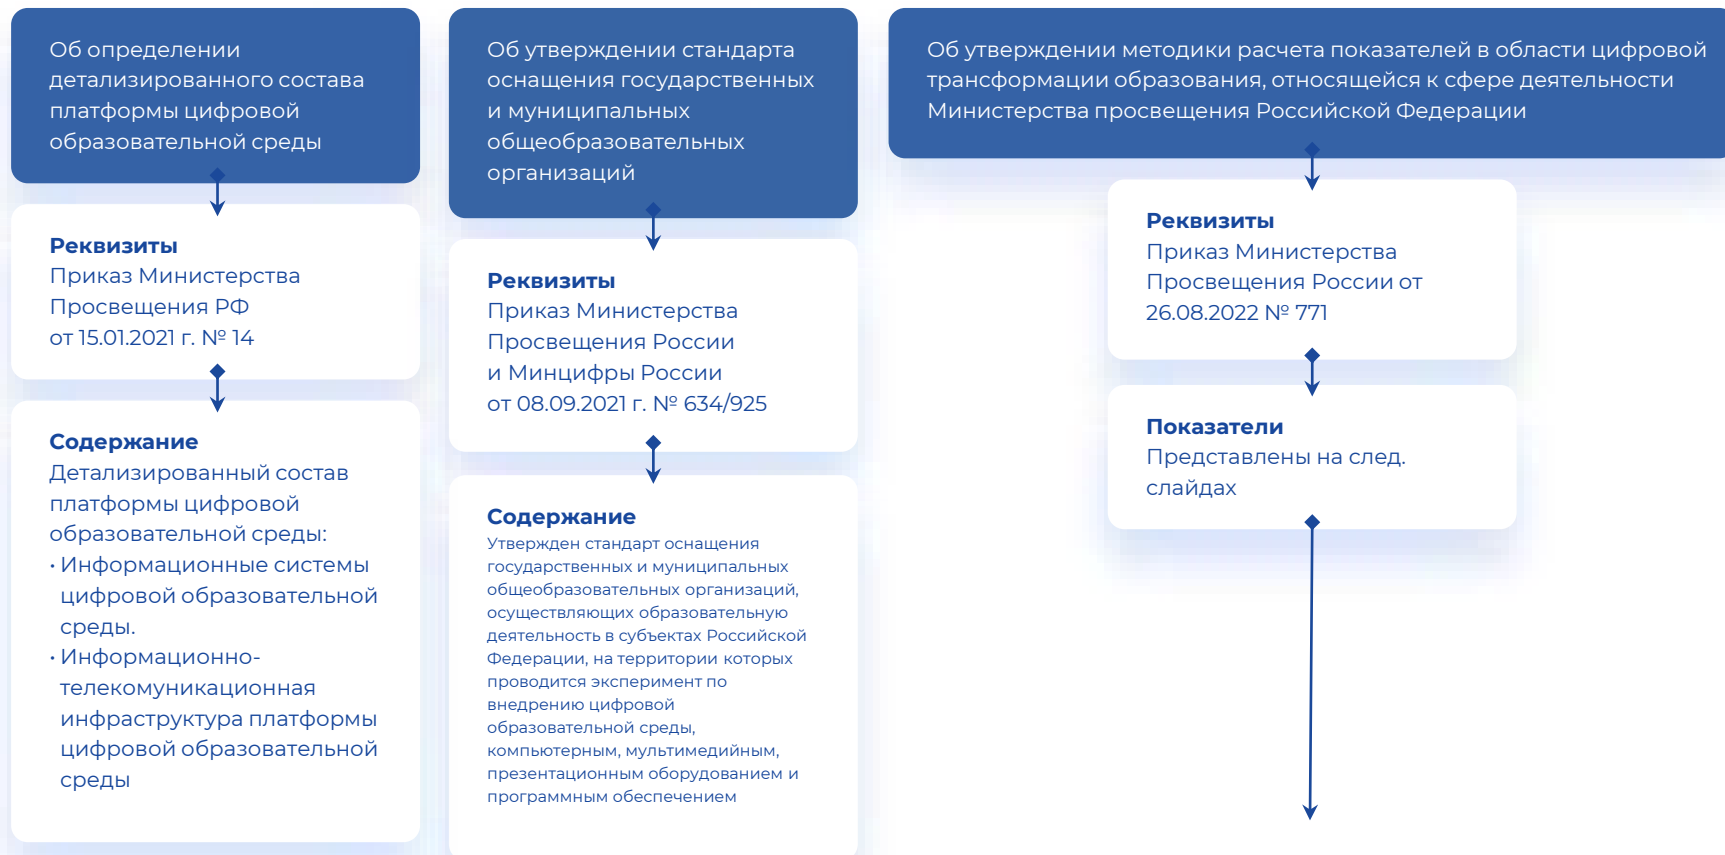 Об определении
детализированного состава
платформы цифровой
образовательной среды
Реквизиты
Приказ Министерства
Просвещения РФ
от 15.01.2021 г. № 14
Содержание
Детализированный состав
платформы цифровой
образовательной среды:
· Информационные системы
цифровой образовательной
среды.
· Информационно-
телекомуникационная
инфраструктура платформы
цифровой образовательной
среды
Об утверждении стандарта
оснащения государственных
и муниципальных
общеобразовательных
организаций
Реквизиты
Приказ Министерства
Просвещения России
и Минцифры России
от 08.09.2021 г. № 634/925
Содержание
Утвержден стандарт оснащения
государственных и муниципальных
общеобразовательных организаций,
осуществляющих образовательную
деятельность в субъектах Российской
Федерации, на территории которых
проводится эксперимент по
внедрению цифровой
образовательной среды,
компьютерным, мультимедийным,
презентационным оборудованием и
программным обеспечением
Об утверждении методики расчета показателей в области цифровой
трансформации образования, относящейся к сфере деятельности
Министерства просвещения Российской Федерации
Реквизиты
Приказ Министерства
Просвещения России от
26.08.2022 № 771
Показатели
Представлены на след.
слайдах